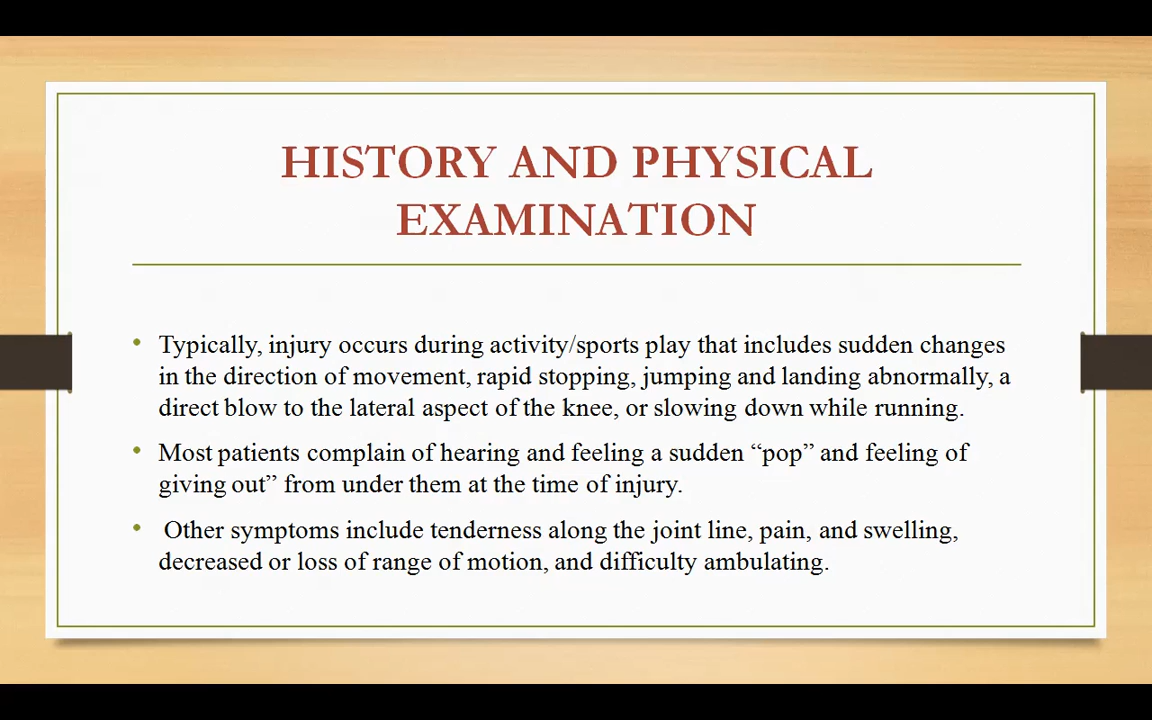 HISTORY AND PHYSICAL
EXAMINATION
• Typically, injury occurs during activity/sports play that includes sudden changes
in the direction of movement, rapid stopping, jumping and landing abnormally, a
direct blow to the lateral aspect of the knee, or slowing down while running.
• Most patients complain of hearing and feeling a sudden “pop” and feeling of
giving out” from under them at the time of injury.
• Other symptoms include tenderness along the joint line, pain, and swelling,
decreased or loss of range of motion, and difficulty ambulating.